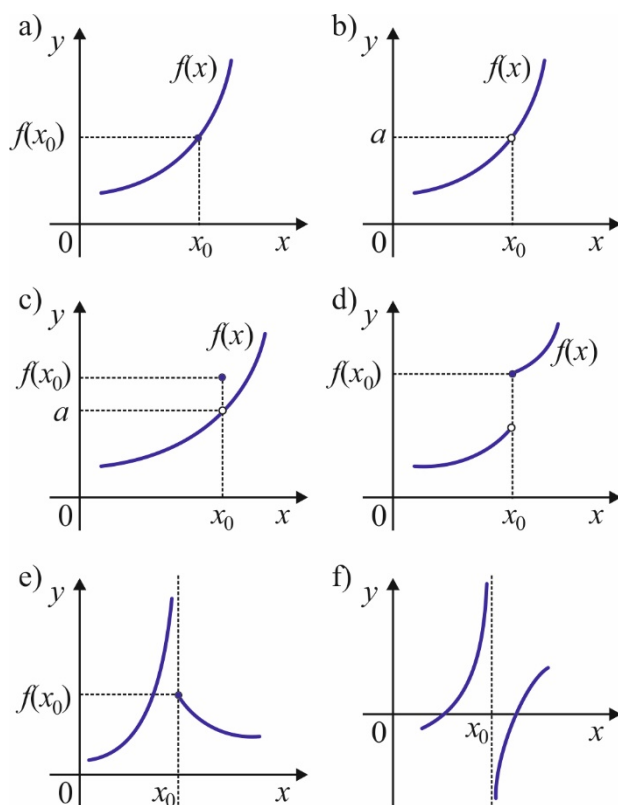 a)
y
f(x)
f(x₀)
0
x₀
x
b)
y
f(x)
a
0
x₀
x
c)
y
f(x)
f(x₀)
a
0
x₀
x
d)
y
f(x)
f(x₀)
0
x₀
x
e)
y
f(x₀)
0
x₀
x
f)
y
0
x₀
x